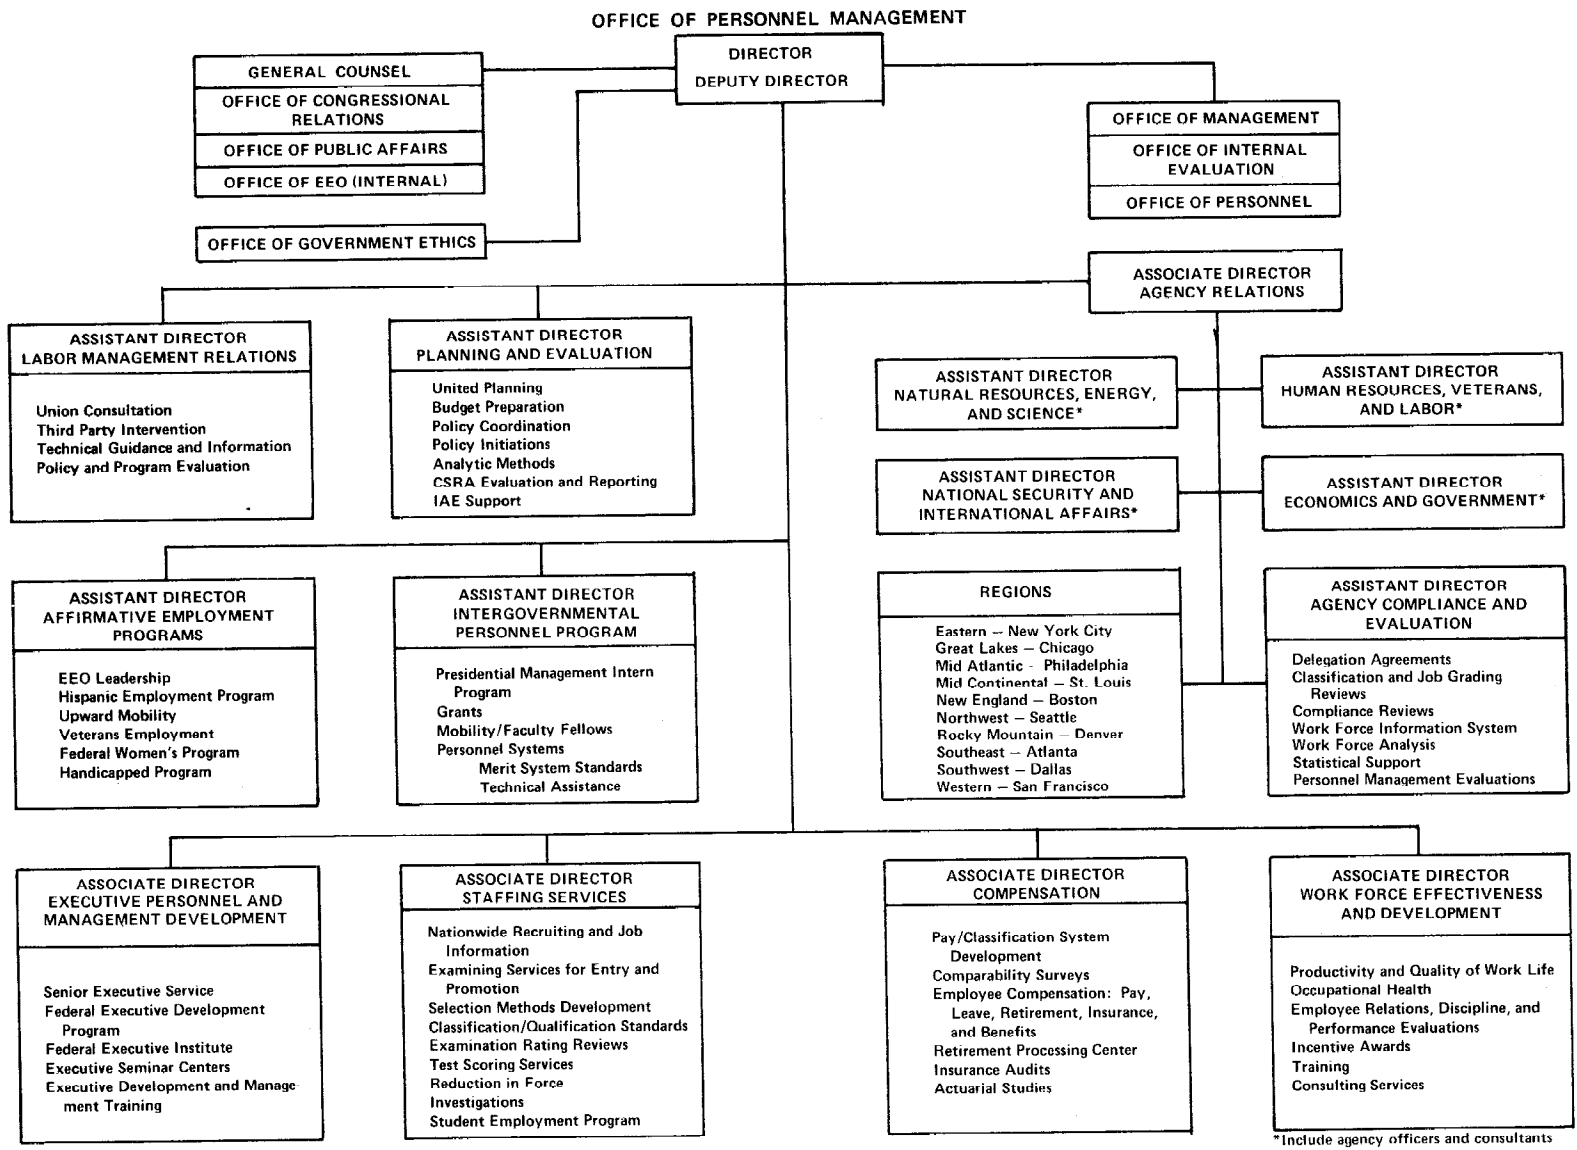 OFFICE OF PERSONNEL MANAGEMENT
DIRECTOR
DEPUTY DIRECTOR
GENERAL COUNSEL
OFFICE OF CONGRESSIONAL
RELATIONS
OFFICE OF PUBLIC AFFAIRS
OFFICE OF EEO (INTERNAL)
OFFICE OF GOVERNMENT ETHICS
OFFICE OF MANAGEMENT
OFFICE OF INTERNAL
EVALUATION
OFFICE OF PERSONNEL
ASSOCIATE DIRECTOR
AGENCY RELATIONS
ASSISTANT DIRECTOR
LABOR MANAGEMENT RELATIONS
Union Consultation
Third Party Intervention
Technical Guidance and Information
Policy and Program Evaluation
ASSISTANT DIRECTOR
PLANNING AND EVALUATION
United Planning
Budget Preparation
Policy Coordination
Policy Initiations
Analytic Methods
CSRA Evaluation and Reporting
IAE Support
ASSISTANT DIRECTOR
NATURAL RESOURCES, ENERGY,
AND SCIENCE*
ASSISTANT DIRECTOR
HUMAN RESOURCES, VETERANS,
AND LABOR*
ASSISTANT DIRECTOR
NATIONAL SECURITY AND
INTERNATIONAL AFFAIRS*
ASSISTANT DIRECTOR
ECONOMICS AND GOVERNMENT*
ASSISTANT DIRECTOR
AFFIRMATIVE EMPLOYMENT
PROGRAMS
EEO Leadership
Hispanic Employment Program
Upward Mobility
Veterans Employment
Federal Women's Program
Handicapped Program
ASSISTANT DIRECTOR
INTERGOVERNMENTAL
PERSONNEL PROGRAM
Presidential Management Intern
Program
Grants
Mobility/Faculty Fellows
Personnel Systems
Merit System Standards
Technical Assistance
REGIONS
Eastern — New York City
Great Lakes — Chicago
Mid Atlantic - Philadelphia
Mid Continental — St. Louis
New England — Boston
Northwest — Seattle
Rocky Mountain — Denver
Southeast — Atlanta
Southwest — Dallas
Western — San Francisco
ASSISTANT DIRECTOR
AGENCY COMPLIANCE AND
EVALUATION
Delegation Agreements
Classification and Job Grading
Reviews
Compliance Reviews
Work Force Information System
Work Force Analysis
Statistical Support
Personnel Management Evaluations
ASSOCIATE DIRECTOR
EXECUTIVE PERSONNEL AND
MANAGEMENT DEVELOPMENT
Senior Executive Service
Federal Executive Development
Program
Federal Executive Institute
Executive Seminar Centers
Executive Development and Manage-
ment Training
ASSOCIATE DIRECTOR
STAFFING SERVICES
Nationwide Recruiting and Job
Information
Examining Services for Entry and
Promotion
Selection Methods Development
Classification/Qualification Standards
Examination Rating Reviews
Test Scoring Services
Reduction in Force
Investigations
Student Employment Program
ASSOCIATE DIRECTOR
COMPENSATION
Pay/Classification System
Development
Comparability Surveys
Employee Compensation: Pay,
Leave, Retirement, Insurance,
and Benefits
Retirement Processing Center
Insurance Audits
Actuarial Studies
ASSOCIATE DIRECTOR
WORK FORCE EFFECTIVENESS
AND DEVELOPMENT
Productivity and Quality of Work Life
Occupational Health
Employee Relations, Discipline, and
Performance Evaluations
Incentive Awards
Training
Consulting Services
*Include agency officers and consultants